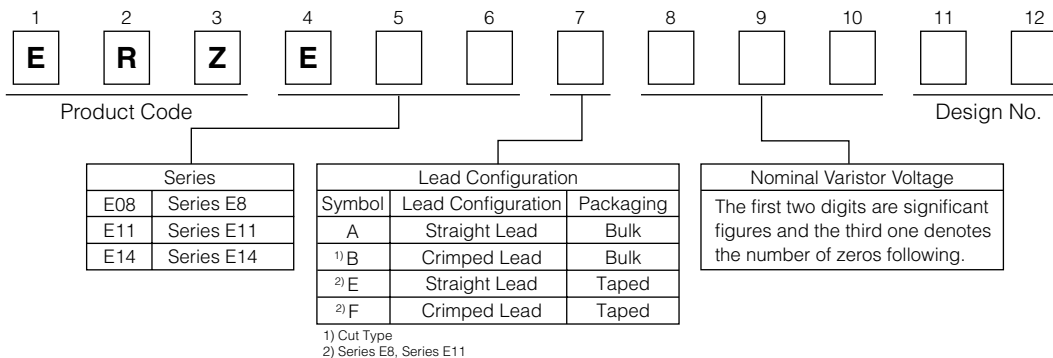 1 2 3 4 5 6 7 8 9 10 11 12
E R Z E
Product Code
Design No.
Series
E08 Series E8
E11 Series E11
E14 Series E14
Lead Configuration
Symbol Lead Configuration Packaging
A Straight Lead Bulk
1) B Crimped Lead Bulk
2) E Straight Lead Taped
2) F Crimped Lead Taped
1) Cut Type
2) Series E8, Series E11
Nominal Varistor Voltage
The first two digits are significant
figures and the third one denotes
the number of zeros following.